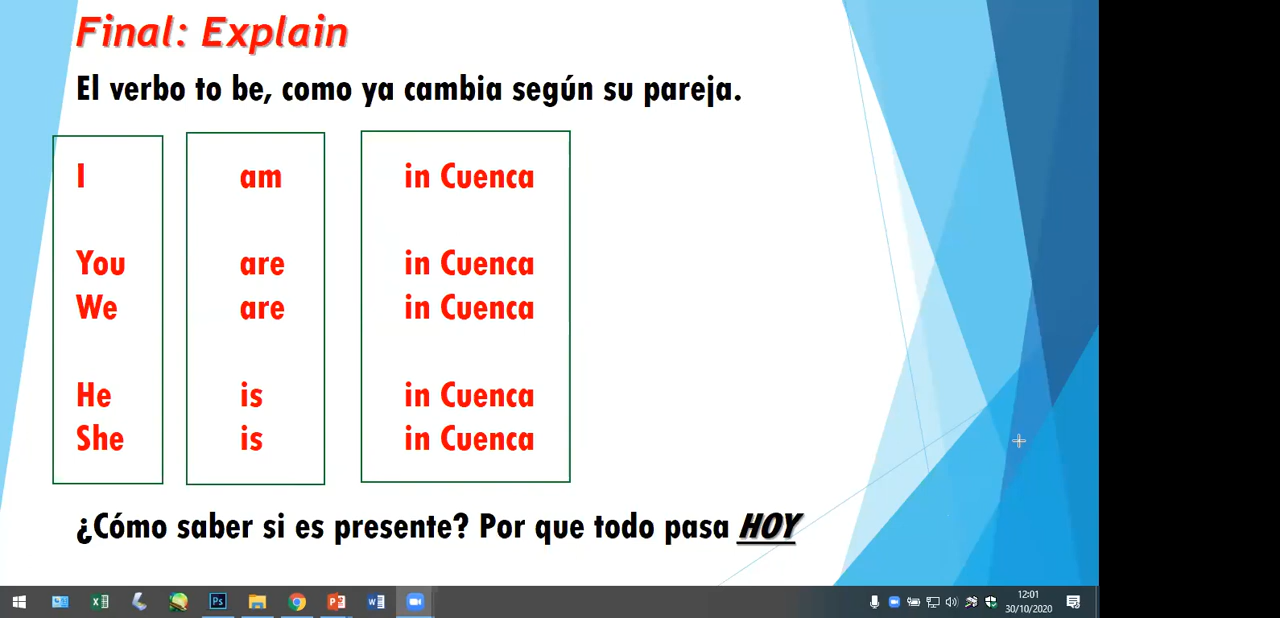 Final: Explain
El verbo to be, como ya cambia según su pareja.
I am in Cuenca
You are in Cuenca
We are in Cuenca
He is in Cuenca
She is in Cuenca
¿Cómo saber si es presente? Por que todo pasa HOY
12:01
30/10/2020